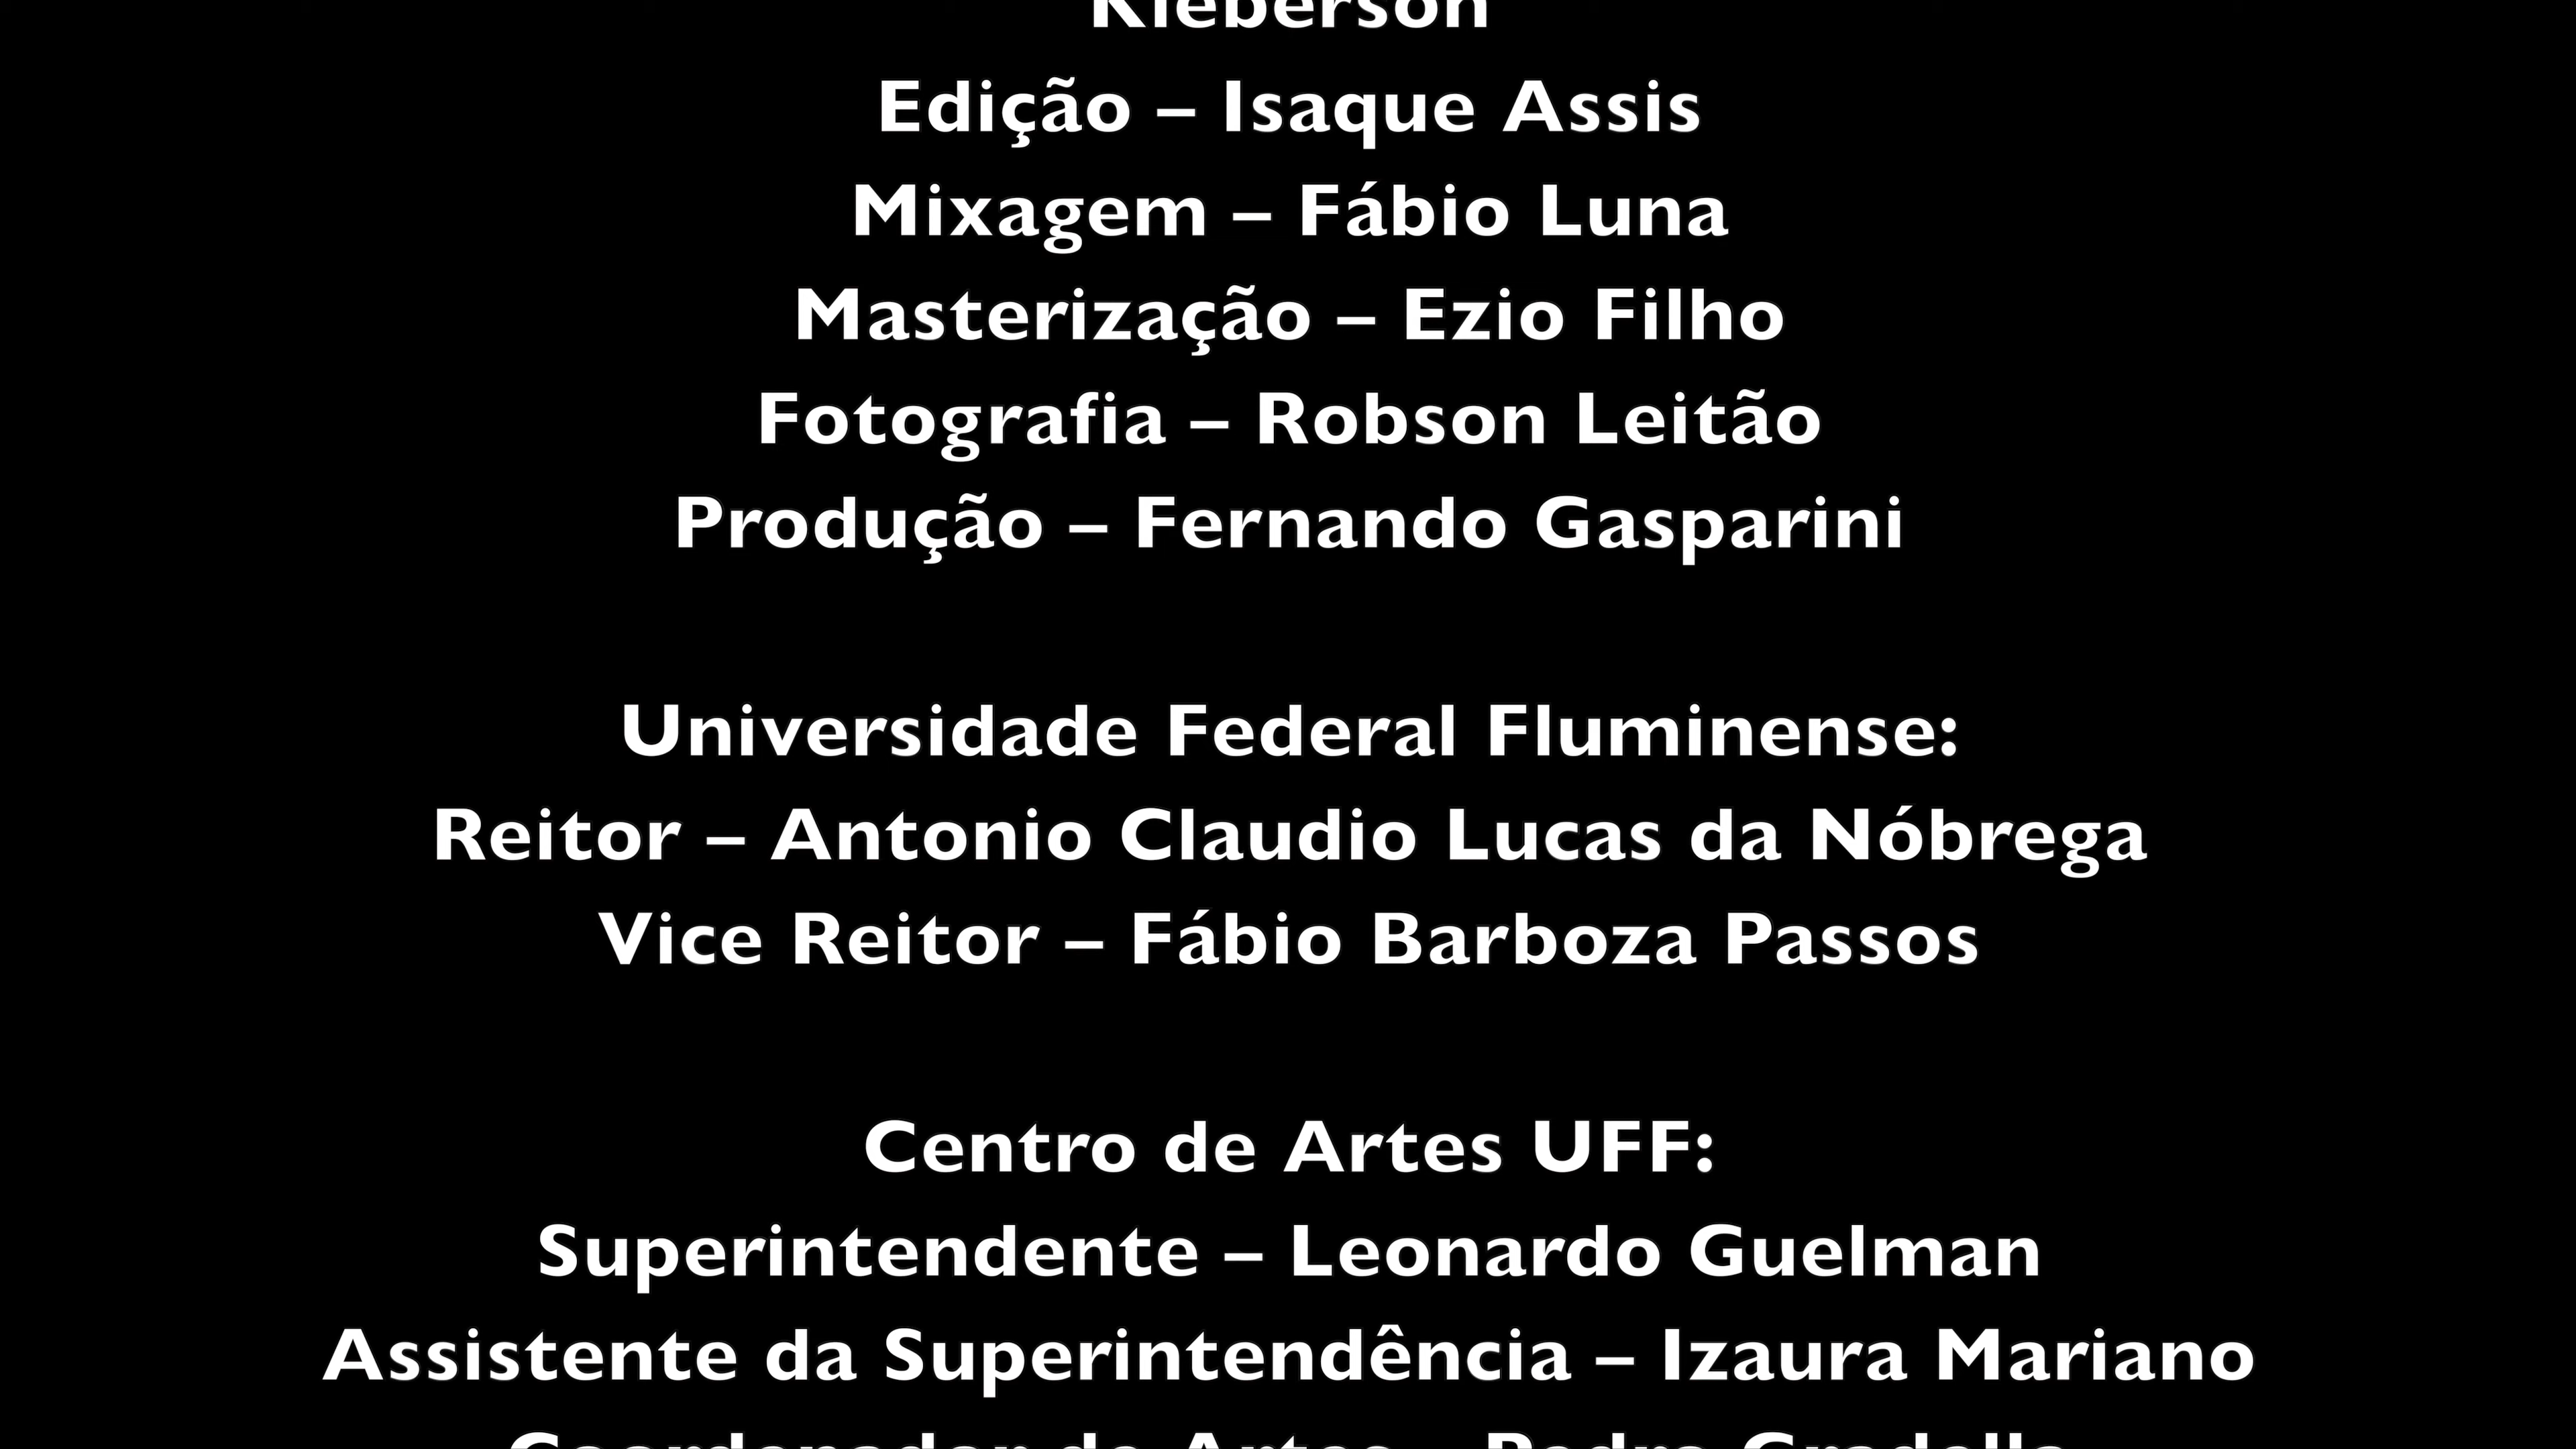 Kleberson
Edição – Isaque Assis
Mixagem – Fábio Luna
Masterização – Ezio Filho
Fotografia – Robson Leitão
Produção – Fernando Gasparini
Universidade Federal Fluminense:
Reitor – Antonio Claudio Lucas da Nóbrega
Vice Reitor – Fábio Barboza Passos
Centro de Artes UFF:
Superintendente – Leonardo Guelman
Assistente da Superintendência – Izaura Mariano